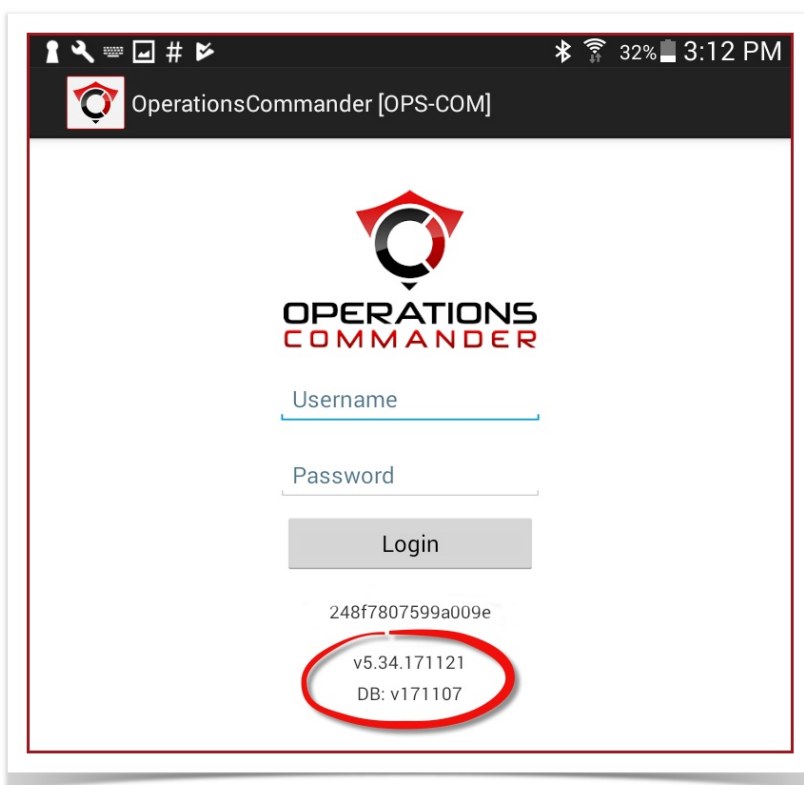 # 32% 3:12 PM
OperationsCommander [OPS-COM]
OPERATIONS
COMMANDER
Username
Password
Login
248f7807599a009e
v5.34.171121
DB: v171107